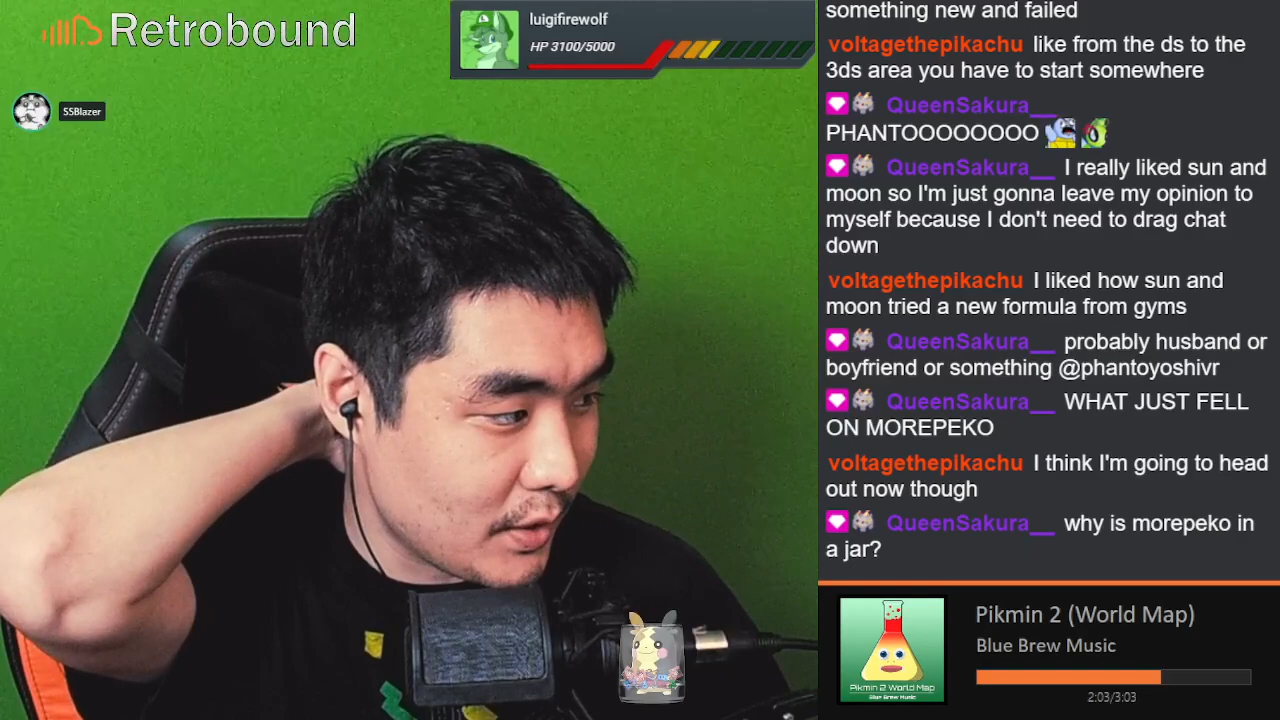 Retrobound
luigifirewolf
HP 3100/5000
SSBlazer
something new and failed
voltagethepikachu like from the ds to the
3ds area you have to start somewhere
QueenSakura__
PHANTOOOOOOOO
QueenSakura__ I really liked sun and
moon so I'm just gonna leave my opinion to
myself because I don't need to drag chat
down
voltagethepikachu I liked how sun and
moon tried a new formula from gyms
QueenSakura__ probably husband or
boyfriend or something @phantoyoshivr
QueenSakura__ WHAT JUST FELL
ON MOREPEKO
voltagethepikachu I think I'm going to head
out now though
QueenSakura__ why is morepeko in
a jar?
Pikmin 2 (World Map)
Blue Brew Music
2:03/3:03
Pikmin 2 World Map
Blue Brew Music